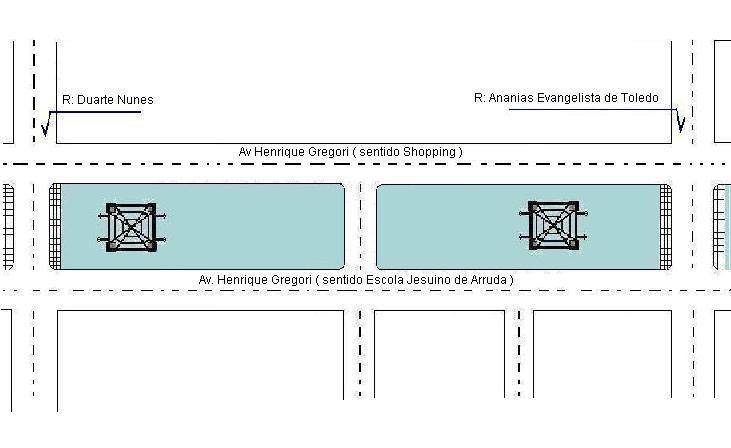 R: Duarte Nunes
R: Ananias Evangelista de Toledo
Av Henrique Gregori ( sentido Shopping )
Av. Henrique Gregori ( sentido Escola Jesuino de Arruda )